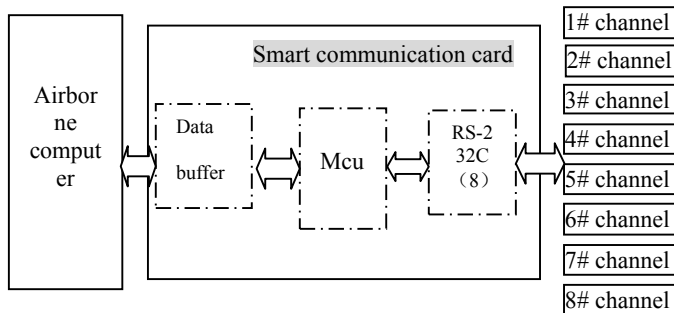 Smart communication card
Airbor
ne
comput
er
Data
buffer
Mcu
RS-2
32C
（8）
1# channel
2# channel
3# channel
4# channel
5# channel
6# channel
7# channel
8# channel